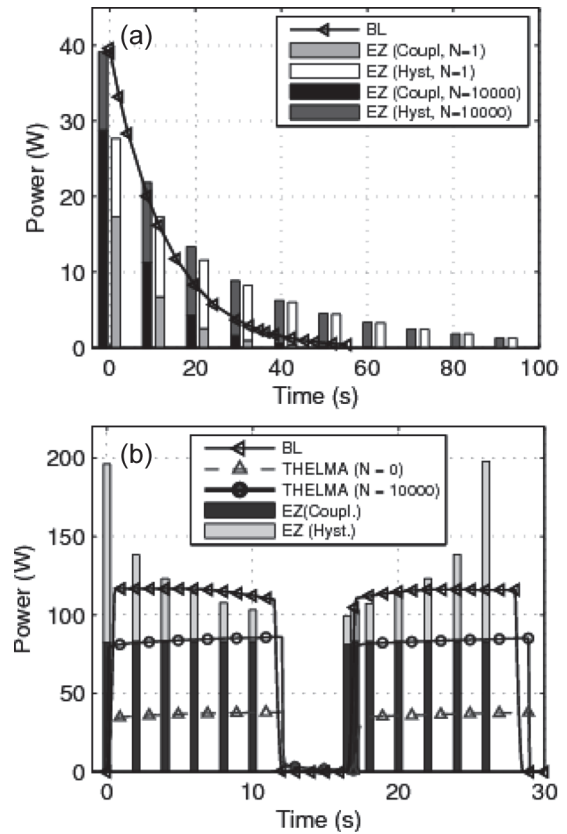 (a)
BL
EZ (Coupl, N=1)
EZ (Hyst, N=1)
EZ (Coupl, N=10000)
EZ (Hyst, N=10000)
Power (W)
40
30
20
10
0
0 20 40 60 80 100
Time (s)
(b)
BL
THELMA (N = 0)
THELMA (N = 10000)
EZ(Coupl.)
EZ (Hyst.)
Power (W)
200
150
100
50
0
0 10 20 30
Time (s)